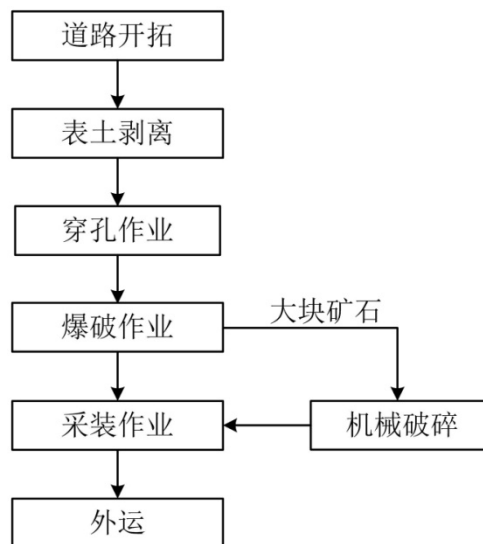 道路开拓
表土剥离
穿孔作业
爆破作业
大块矿石
采装作业
机械破碎
外运